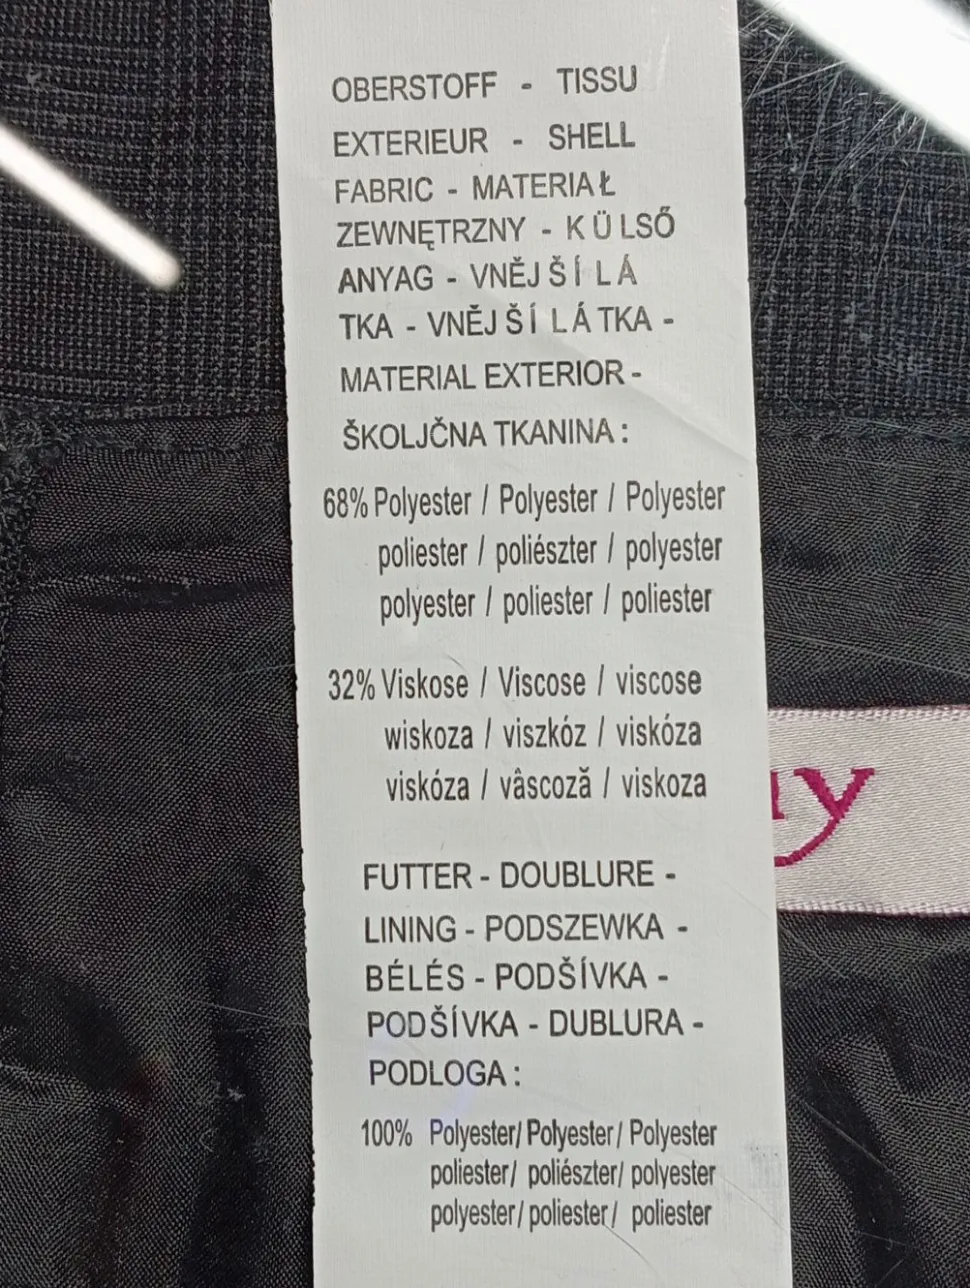 OBERSTOFF - TISSU
EXTERIEUR - SHELL
FABRIC - MATERIAŁ
ZEWNĘTRZNY - KÜLSŐ
ANYAG - VNĚJŠÍ LÁ
TKA - VNĚJŠÍ LÁTKA -
MATERIAL EXTERIOR -
ŠKOLJČNA TKANINA :
68% Polyester / Polyester / Polyester
poliester / poliészter / polyester
polyester / poliester / poliester
32% Viskose / Viscose / viscose
wiskoza / viszkóz / viskóza
viskóza / vâscoză / viskoza
FUTTER - DOUBLURE -
LINING - PODSZEWKA -
BÉLÉS - PODŠÍVKA -
PODŠÍVKA - DUBLURA -
PODLOGA :
100% Polyester/ Polyester/ Polyester
poliester/ poliészter/ polyester
polyester/ poliester/ poliester